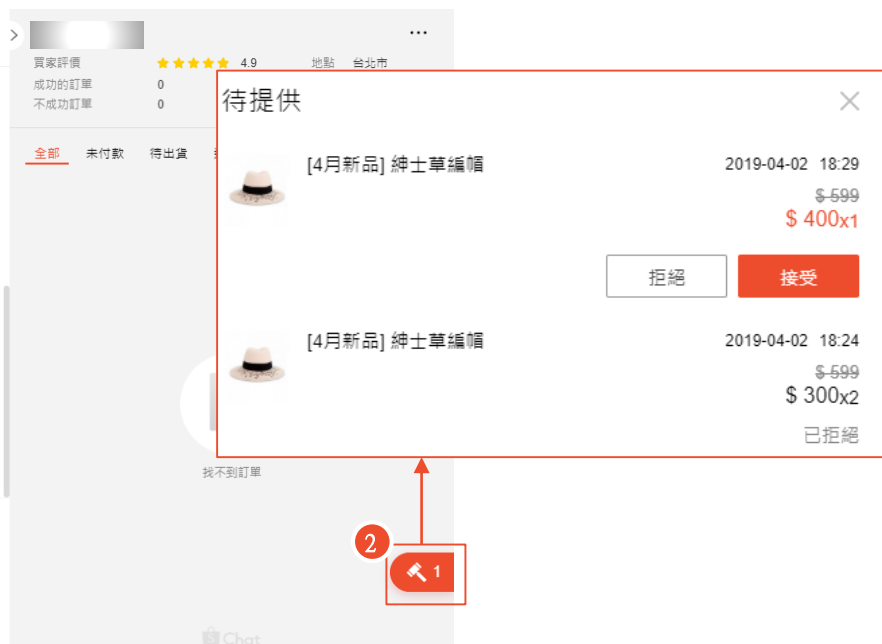 買家評價 4.9 地點 台北市
成功的訂單 0
不成功訂單 0
全部 未付款 待出貨
待提供
[4月新品] 紳士草編帽 2019-04-02 18:29
$ 599
$ 400x1
拒絕 接受
[4月新品] 紳士草編帽 2019-04-02 18:24
$ 599
$ 300x2
已拒絕
找不到訂單
2
1
Chat